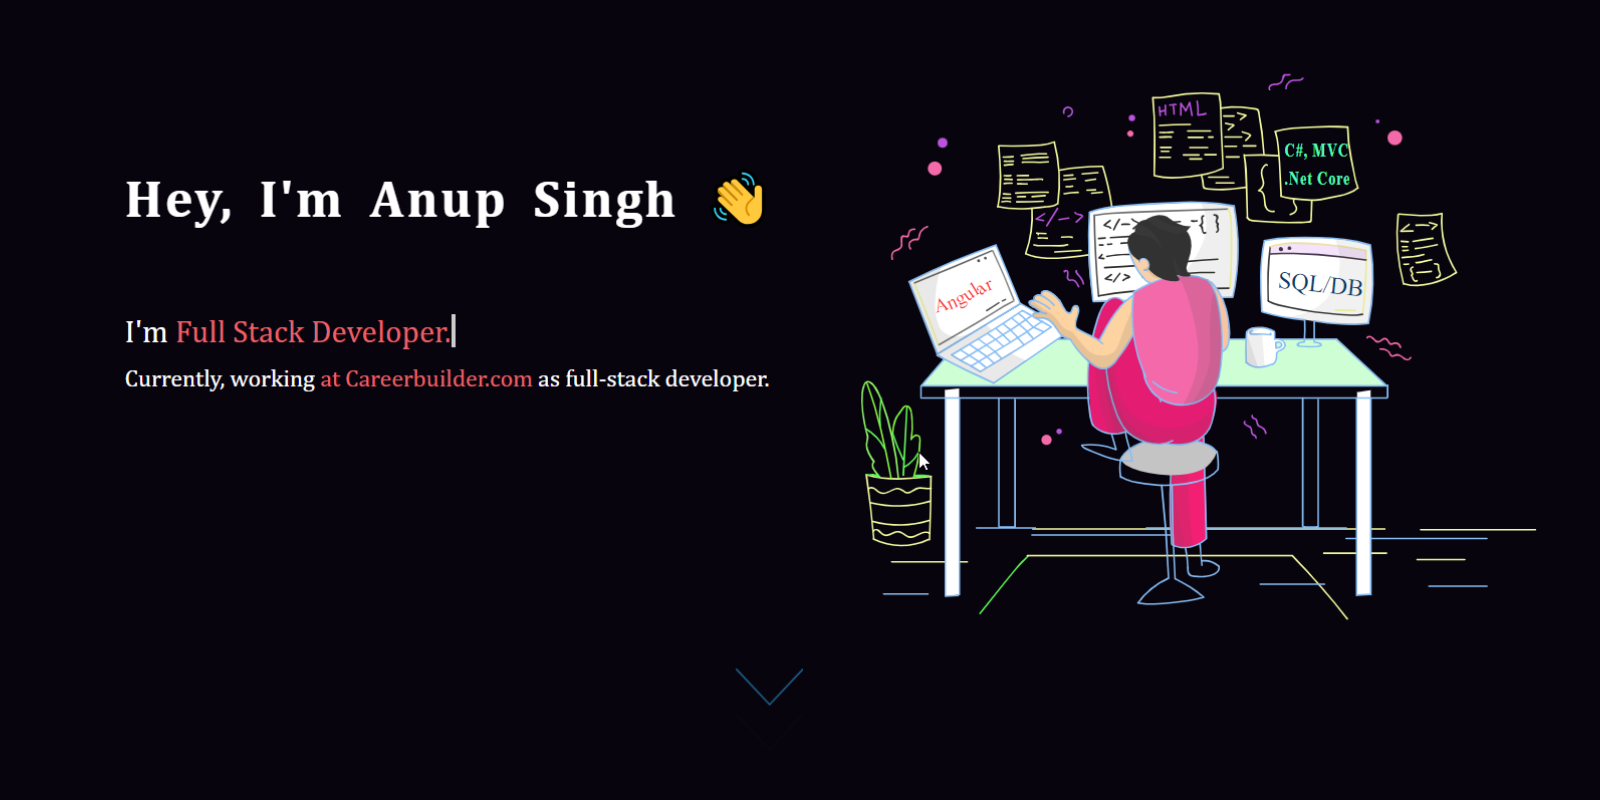 Hey, I'm Anup Singh 👋
I'm Full Stack Developer.
Currently, working at Careerbuilder.com as full-stack developer.
HTML
C#, MVC
.Net Core
</-->
</-->
{ }
</>
Angular
SQL/DB
<-->
{--}
{
}
>
>